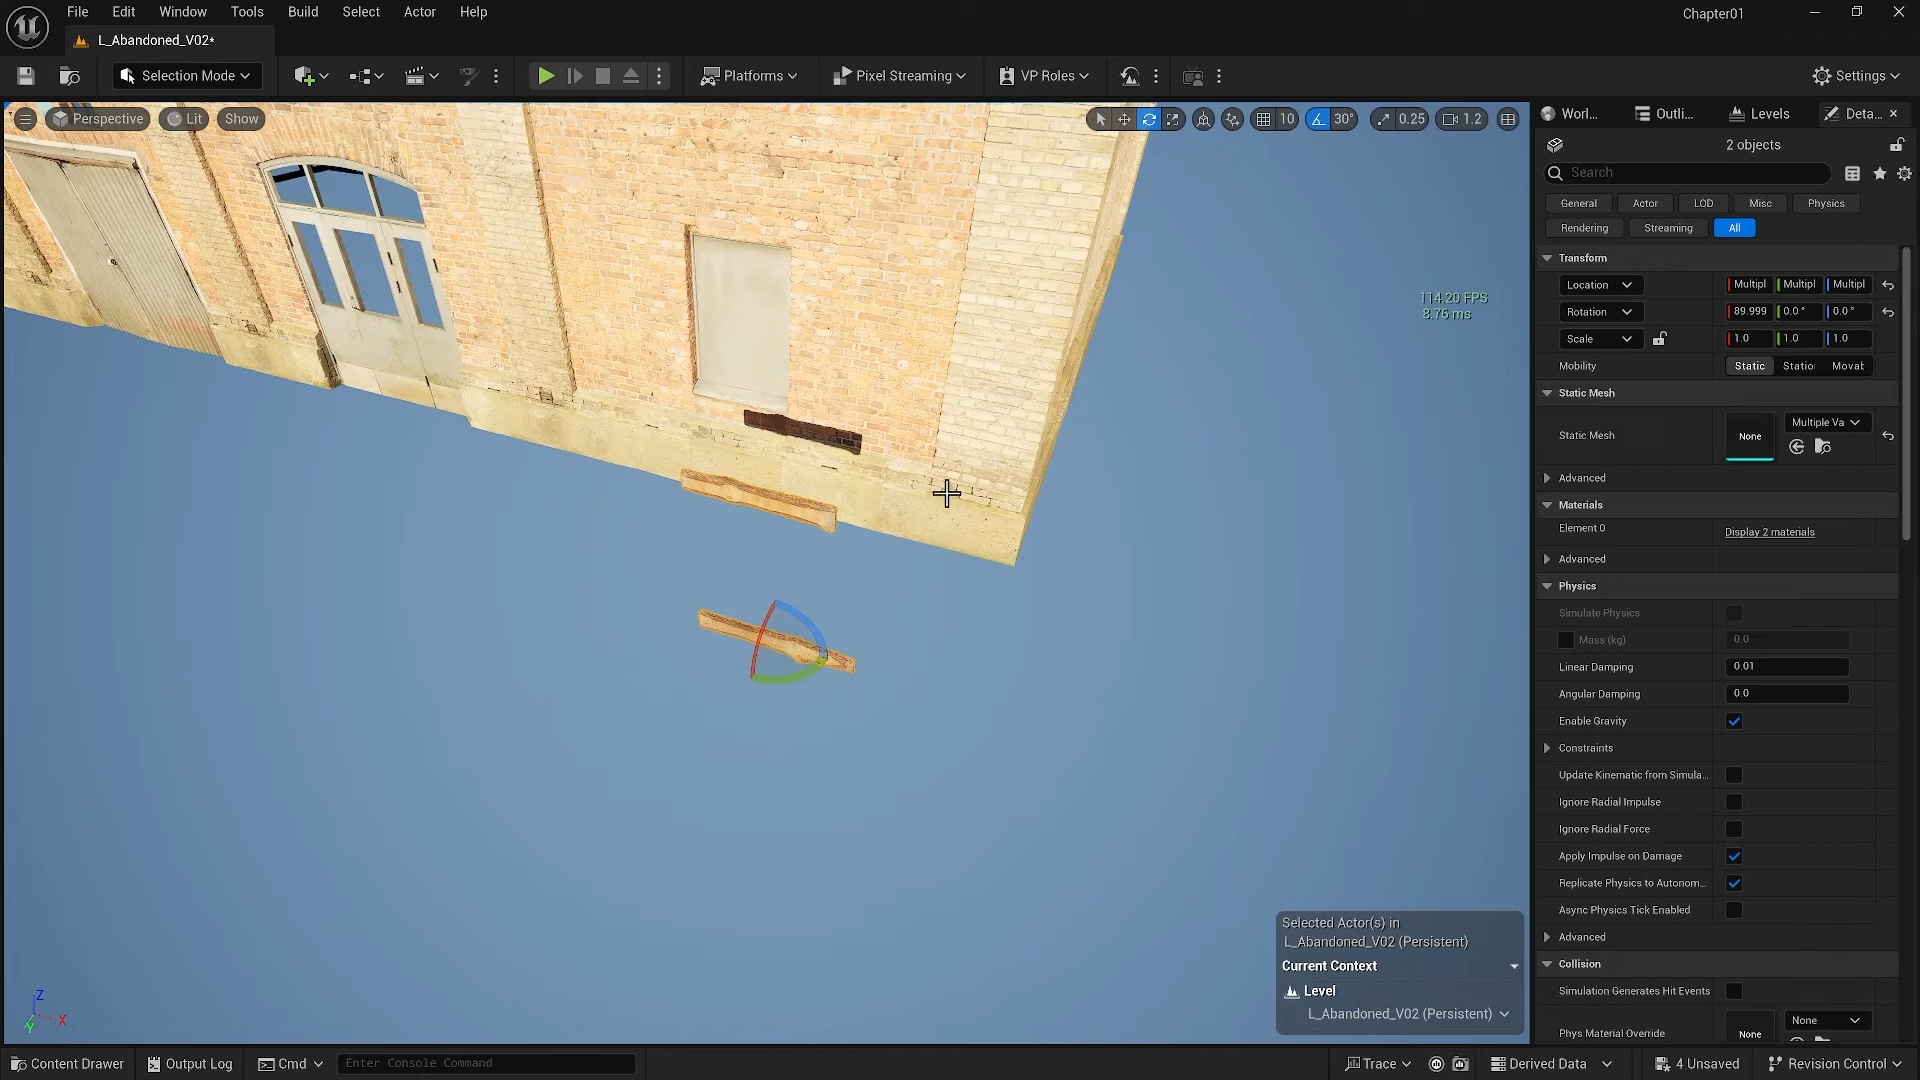 File Edit Window Tools Build Select Actor Help
Chapter01
L_Abandoned_V02*
Selection Mode
Platforms
Pixel Streaming
VP Roles
Settings
Perspective
Lit
Show
10
30°
0.25
1.2
114.20 FPS
8.76 ms
Worl...
Outli...
Levels
Deta...
2 objects
Search
General Actor LOD Misc Physics
Rendering Streaming All
Transform
Location Multipl Multipl Multipl
Rotation 89.999 0.0° 0.0°
Scale 1.0 1.0 1.0
Mobility Static Statio Movak
Static Mesh
Static Mesh None Multiple Va
Advanced
Materials
Element 0 Display 2 materials
Advanced
Physics
Simulate Physics
Mass (kg) 0.0
Linear Damping 0.01
Angular Damping 0.0
Enable Gravity
Constraints
Update Kinematic from Simula...
Ignore Radial Impulse
Ignore Radial Force
Apply Impulse on Damage
Replicate Physics to Autonom...
Async Physics Tick Enabled
Advanced
Collision
Simulation Generates Hit Events
Phys Material Override None None
Selected Actor(s) in
L_Abandoned_V02 (Persistent)
Current Context
Level
L_Abandoned_V02 (Persistent)
Z
X
Y
Content Drawer
Output Log
Cmd
Enter Console Command
Trace
Derived Data
4 Unsaved
Revision Control